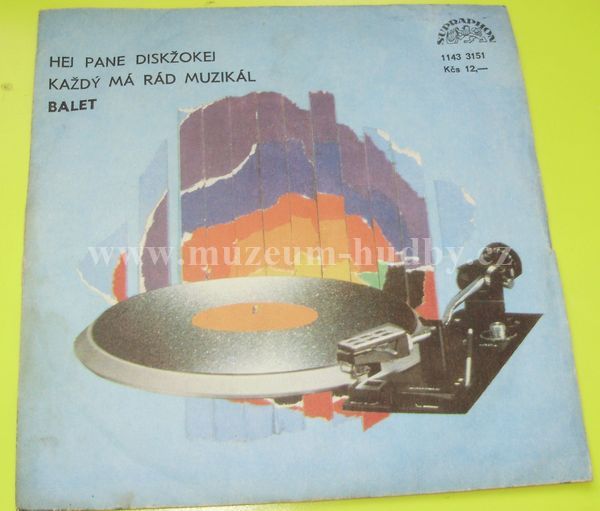 HEJ PANE DISKŽOKEJ
KAŽDÝ MÁ RÁD MUZIKÁL
BALET
SUPRAPHON
1143 3151
Kčs 12,—
www.muzeum-hudby.cz